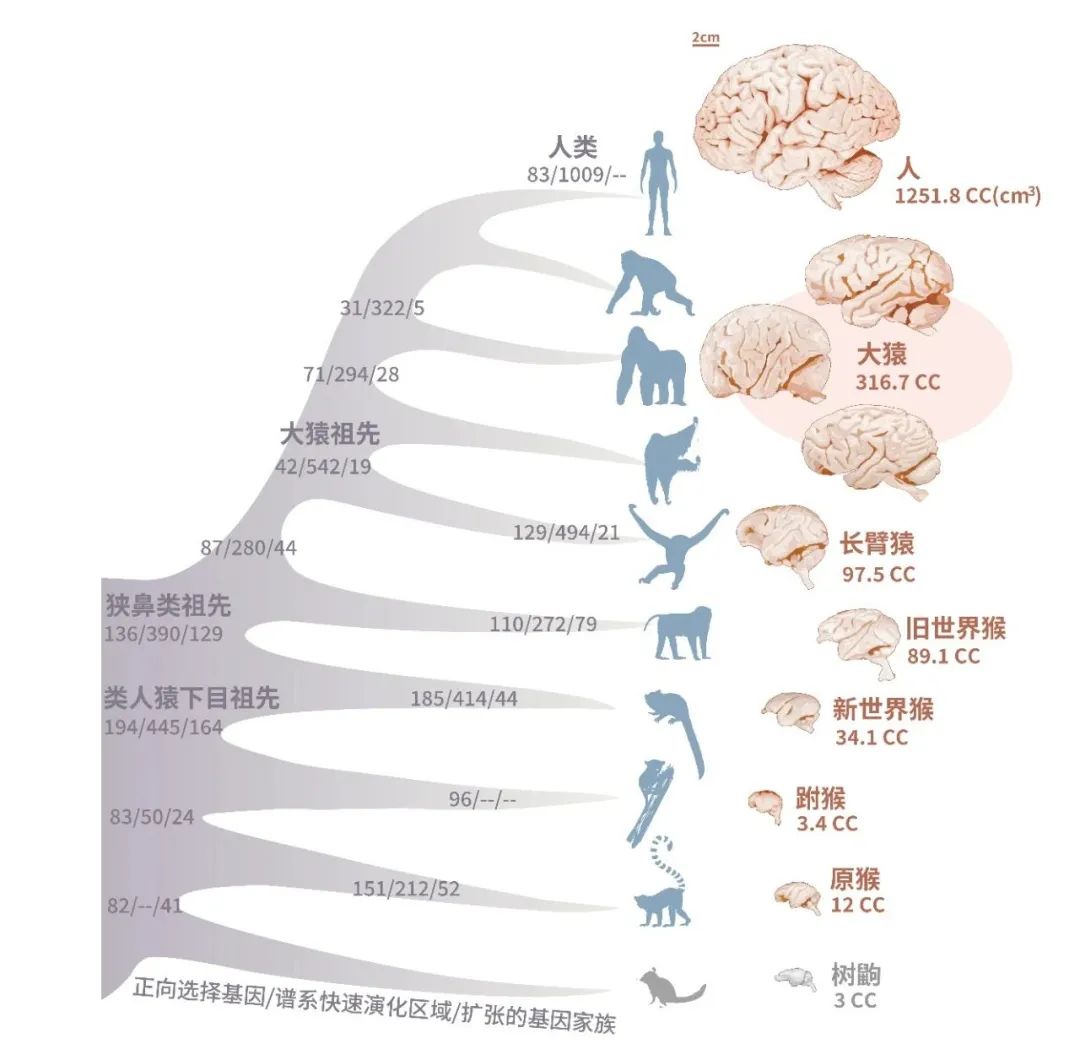 2cm
人类
83/1009/--
人
1251.8 CC(cm³)
31/322/5
大猿
316.7 CC
71/294/28
大猿祖先
42/542/19
129/494/21
长臂猿
97.5 CC
87/280/44
狭鼻类祖先
136/390/129
110/272/79
旧世界猴
89.1 CC
类人猿下目祖先
194/445/164
185/414/44
新世界猴
34.1 CC
96/--/--
跗猴
3.4 CC
83/50/24
151/212/52
原猴
12 CC
82/--/41
树鼩
3 CC
正向选择基因/谱系快速演化区域/扩张的基因家族